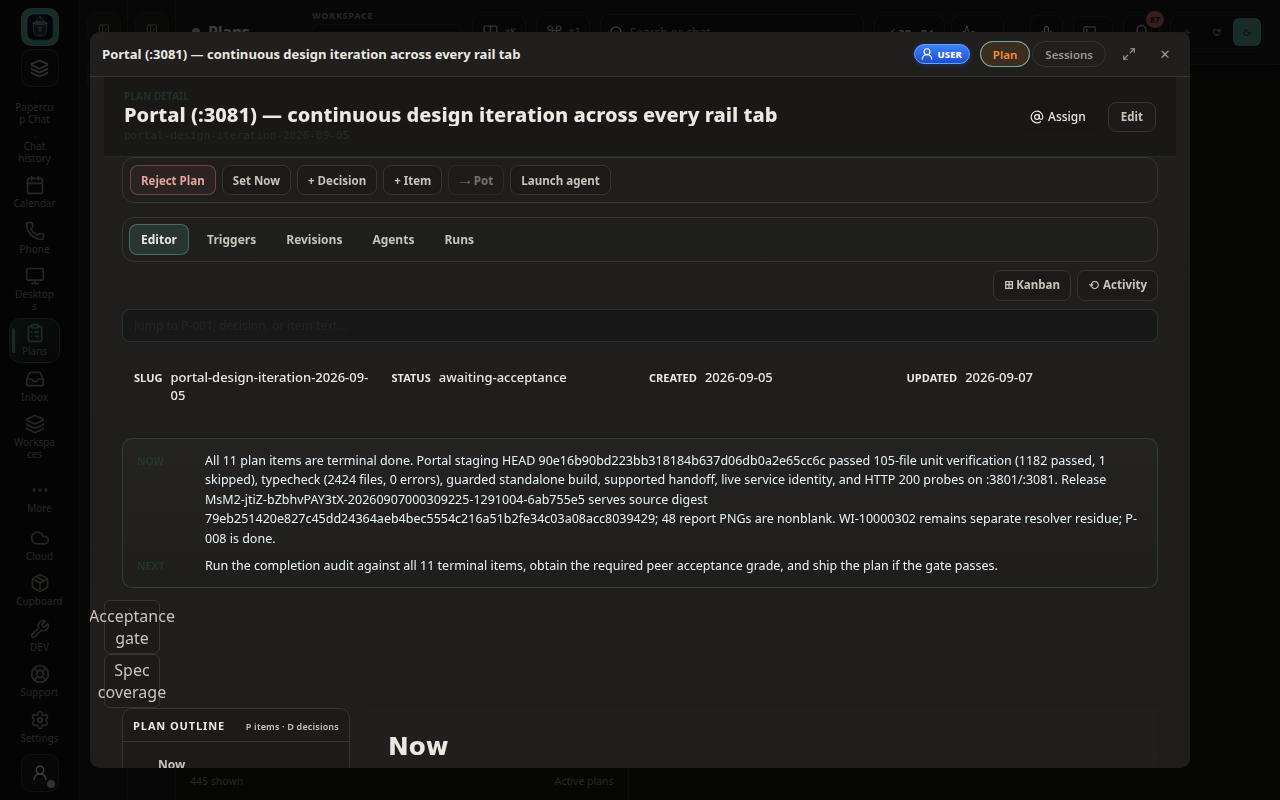 WORKSPACE
Plans
Search or chat
87
Papercu
p Chat
Chat
history
Calendar
Phone
Desktop
s
Plans
Inbox
Workspa
ces
More
Cloud
Cupboard
DEV
Support
Settings
Portal (:3081) — continuous design iteration across every rail tab
USER
Plan
Sessions
PLAN DETAIL
Portal (:3081) — continuous design iteration across every rail tab
portal-design-iteration-2026-09-05
@ Assign
Edit
Reject Plan
Set Now
+ Decision
+ Item
→ Pot
Launch agent
Editor
Triggers
Revisions
Agents
Runs
⊞ Kanban
⟲ Activity
Jump to P-001, decision, or item text...
SLUG portal-design-iteration-2026-09-
05
STATUS awaiting-acceptance
CREATED 2026-09-05
UPDATED 2026-09-07
NOW All 11 plan items are terminal done. Portal staging HEAD 90e16b90bd223bb318184b637d06db0a2e65cc6c passed 105-file unit verification (1182 passed, 1
skipped), typecheck (2424 files, 0 errors), guarded standalone build, supported handoff, live service identity, and HTTP 200 probes on :3801/:3081. Release
MsM2-jtiZ-bZbhvPAY3tX-20260907000309225-1291004-6ab755e5 serves source digest
79eb251420e827c45dd24364aeb4bec5554c216a51b2fe34c03a08acc8039429; 48 report PNGs are nonblank. WI-10000302 remains separate resolver residue; P-
008 is done.
NEXT Run the completion audit against all 11 terminal items, obtain the required peer acceptance grade, and ship the plan if the gate passes.
Acceptance
gate
Spec
coverage
PLAN OUTLINE
P items · D decisions
Now
Now
445 shown
Active plans